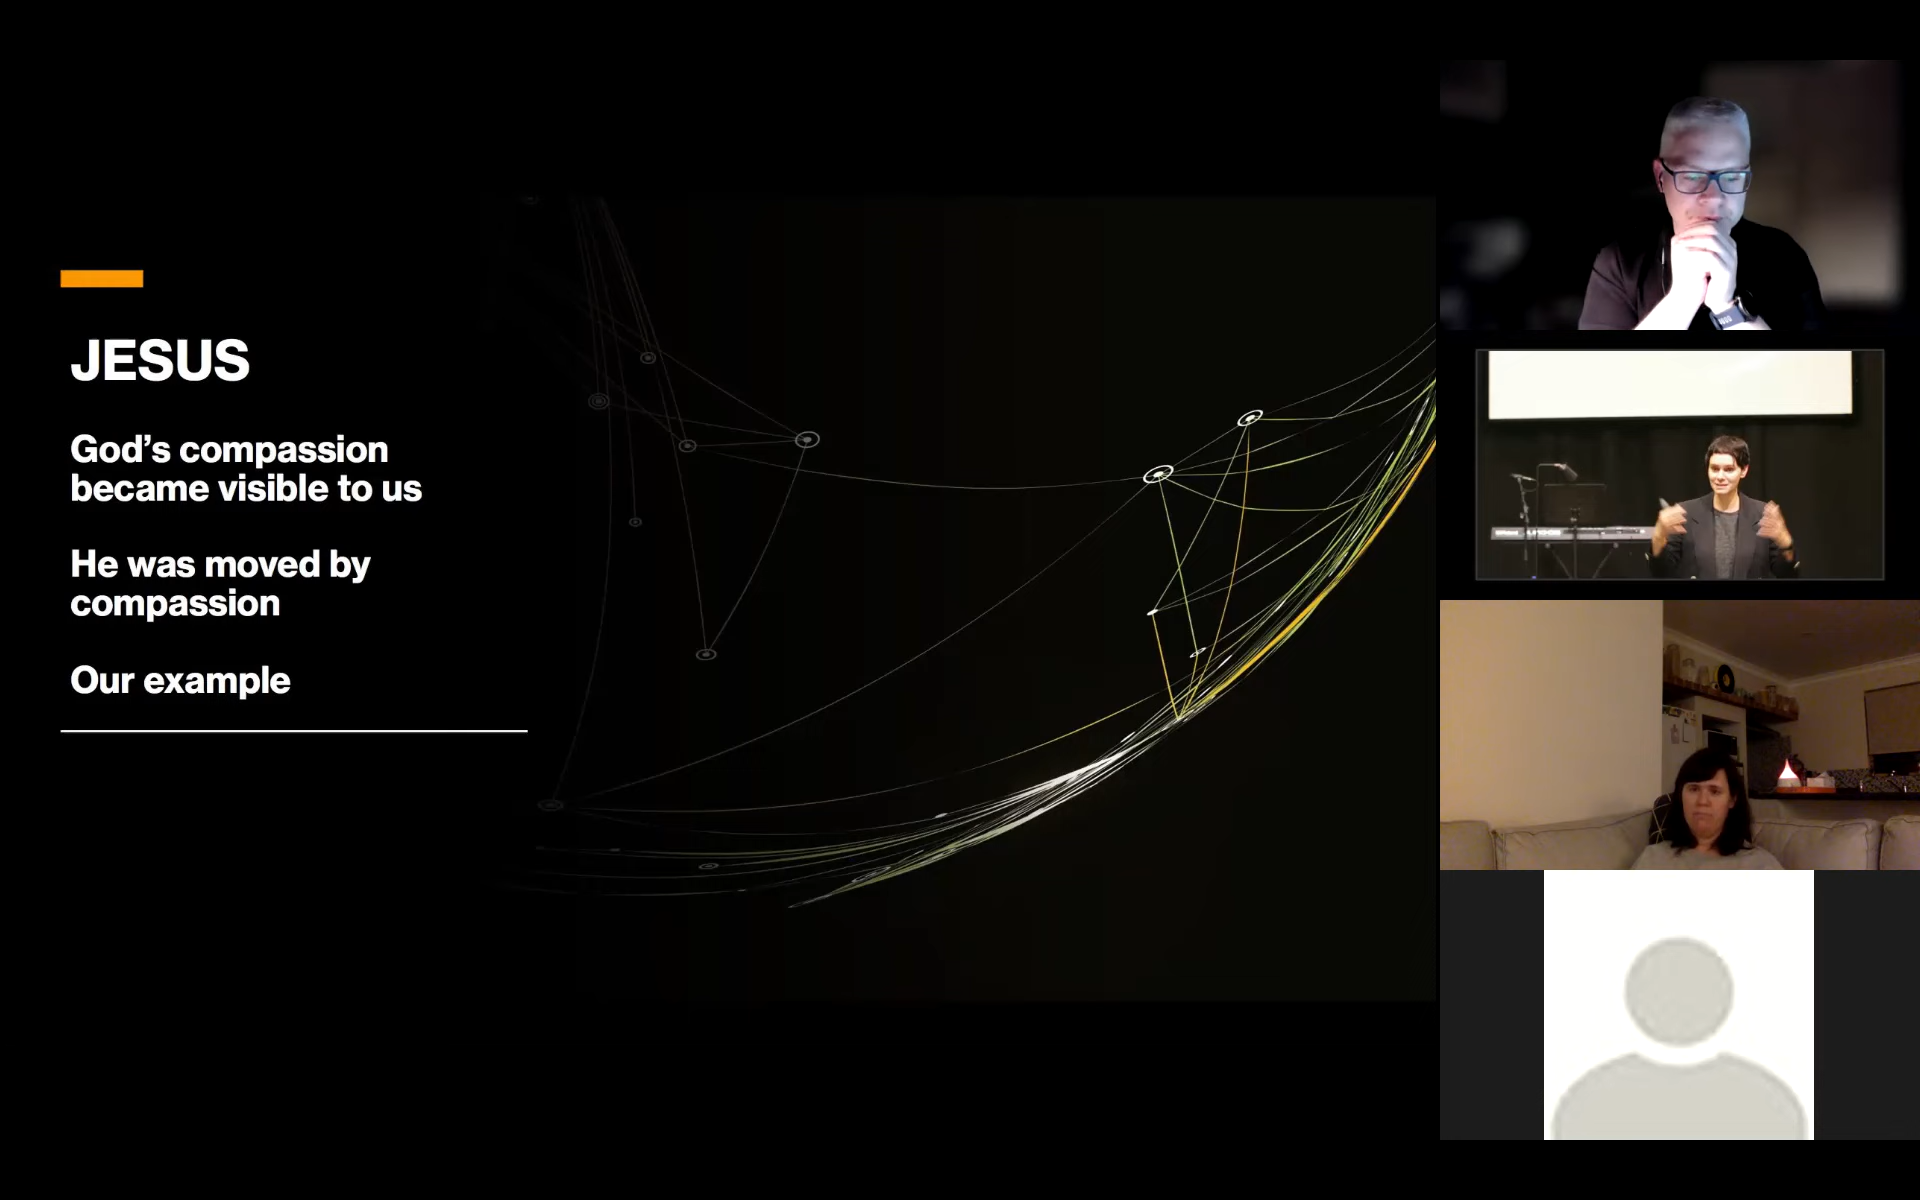 JESUS
God’s compassion
became visible to us
He was moved by
compassion
Our example